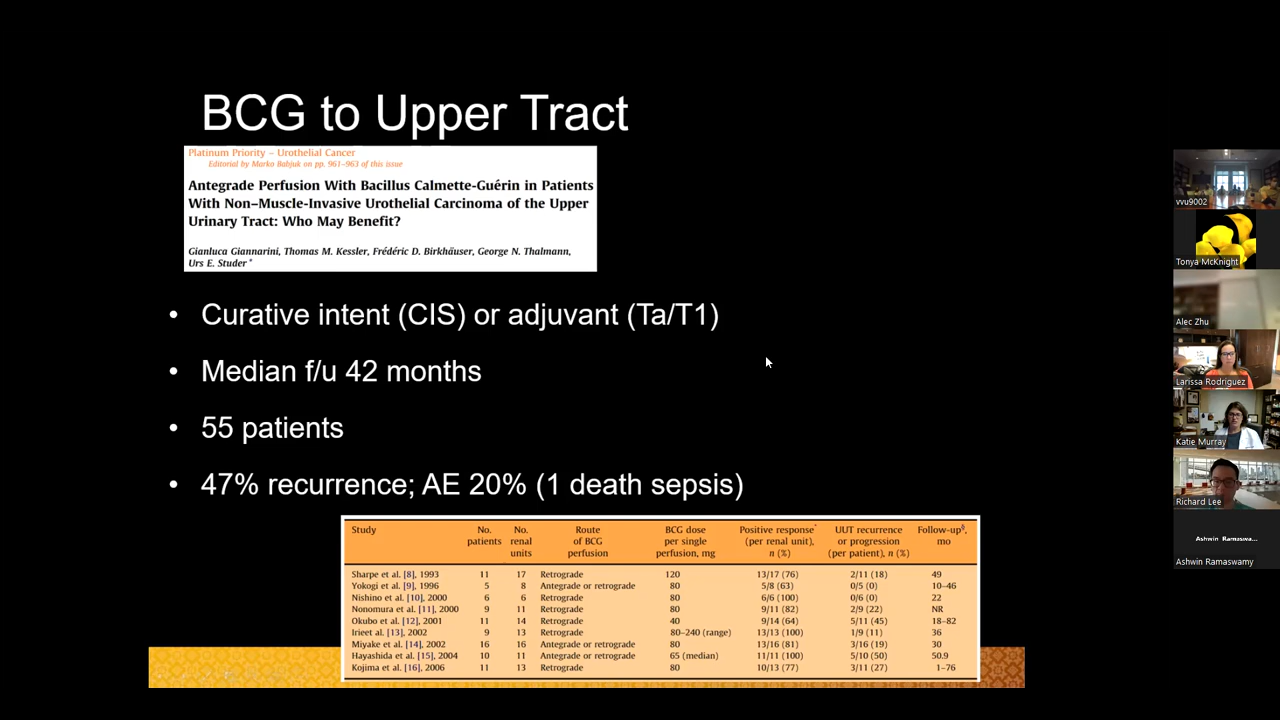 BCG to Upper Tract
Platinum Priority – Urothelial Cancer
Editorial by Marko Babjuk on pp. 961–963 of this issue
Antegrade Perfusion With Bacillus Calmette-Guérin in Patients
With Non–Muscle-Invasive Urothelial Carcinoma of the Upper
Urinary Tract: Who May Benefit?
Gianluca Giannarini, Thomas M. Kessler, Frédéric D. Birkhäuser, George N. Thalmann,
Urs E. Studer *
• Curative intent (CIS) or adjuvant (Ta/T1)
• Median f/u 42 months
• 55 patients
• 47% recurrence; AE 20% (1 death sepsis)
Study No. No. Route BCG dose Positive response* UUT recurrence Follow-up§,
patients renal of BCG per single (per renal unit), or progression mo
units perfusion perfusion, mg n (%) (per patient), n (%)
Sharpe et al. [8], 1993 11 17 Retrograde 120 13/17 (76) 2/11 (18) 49
Yokogi et al. [9], 1996 5 8 Antegrade or retrograde 80 5/8 (63) 0/5 (0) 10–46
Nishino et al. [10], 2000 6 6 Retrograde 80 6/6 (100) 0/6 (0) 22
Nonomura et al. [11], 2000 9 11 Retrograde 80 9/11 (82) 2/9 (22) NR
Okubo et al. [12], 2001 11 14 Retrograde 40 9/14 (64) 5/11 (45) 18–82
Irieet al. [13], 2002 9 13 Retrograde 80–240 (range) 13/13 (100) 1/9 (11) 36
Miyake et al. [14], 2002 16 16 Antegrade or retrograde 80 13/16 (81) 3/16 (19) 30
Hayashida et al. [15], 2004 10 11 Antegrade or retrograde 65 (median) 11/11 (100) 5/10 (50) 50.9
Kojima et al. [16], 2006 11 13 Retrograde 80 10/13 (77) 3/11 (27) 1–76
vvu9002
Tonya McKnight
Alec Zhu
Larissa Rodriguez
Katie Murray
Richard Lee
Ashwin Ramaswa...
Ashwin Ramaswamy